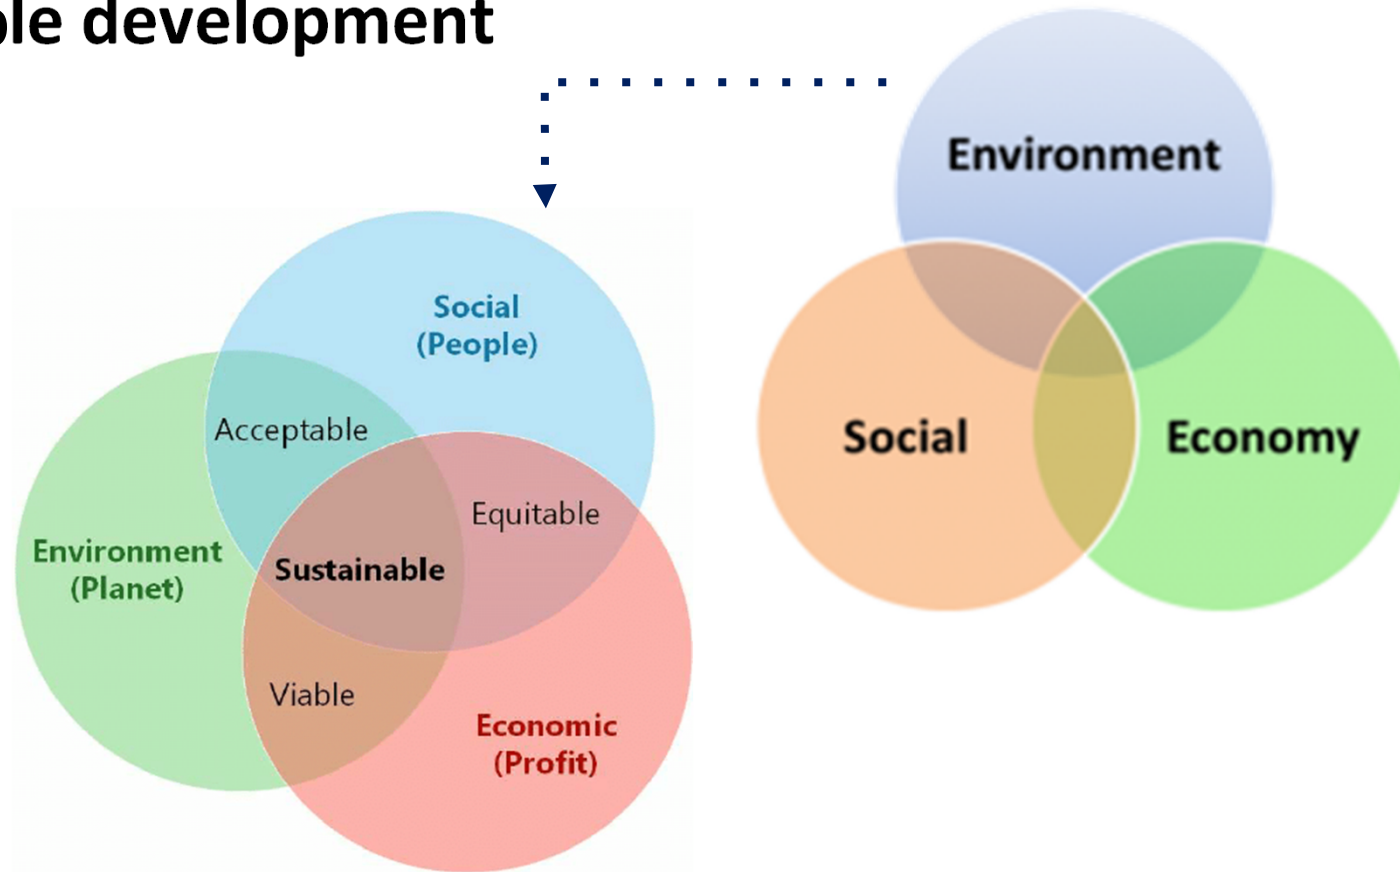 ble development
Environment
Social
Economy
Social
(People)
Acceptable
Equitable
Environment
(Planet)
Sustainable
Viable
Economic
(Profit)